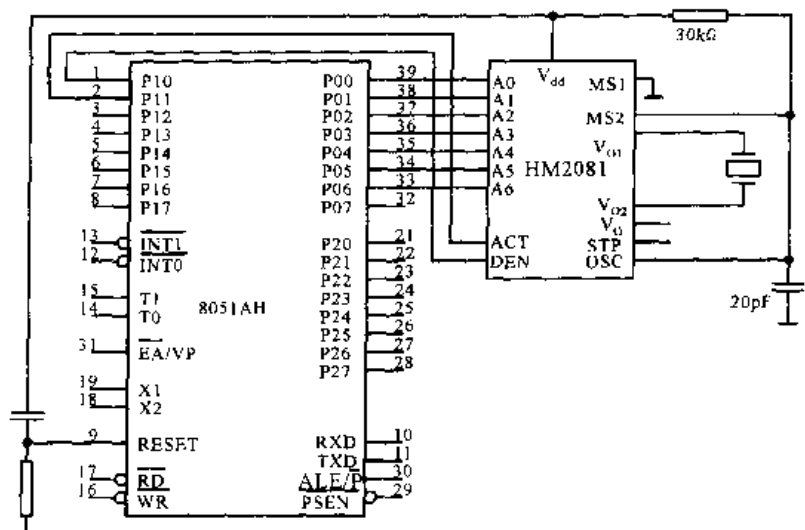 30kΩ
1 P10 P00 39 A0 Vdd MS1
2 P11 P01 38 A1
3 P12 P02 37 A2 MS2
4 P13 P03 36 A3
5 P14 P04 35 A4 VO1
6 P15 P05 34 A5 HM2081
7 P16 P06 33 A6
8 P17 P07 32
VO2
VO
13 INT1 P20 21 ACT STP
12 INT0 P21 22 DEN OSC
P22 23
15 T1 P23 24
14 T0 8051AH P24 25
P25 26
31 EA/VP P26 27
P27 28
20pF
19 X1
18 X2
9 RESET RXD 10
TXD 11
17 RD ALE/P 30
16 WR PSEN 29